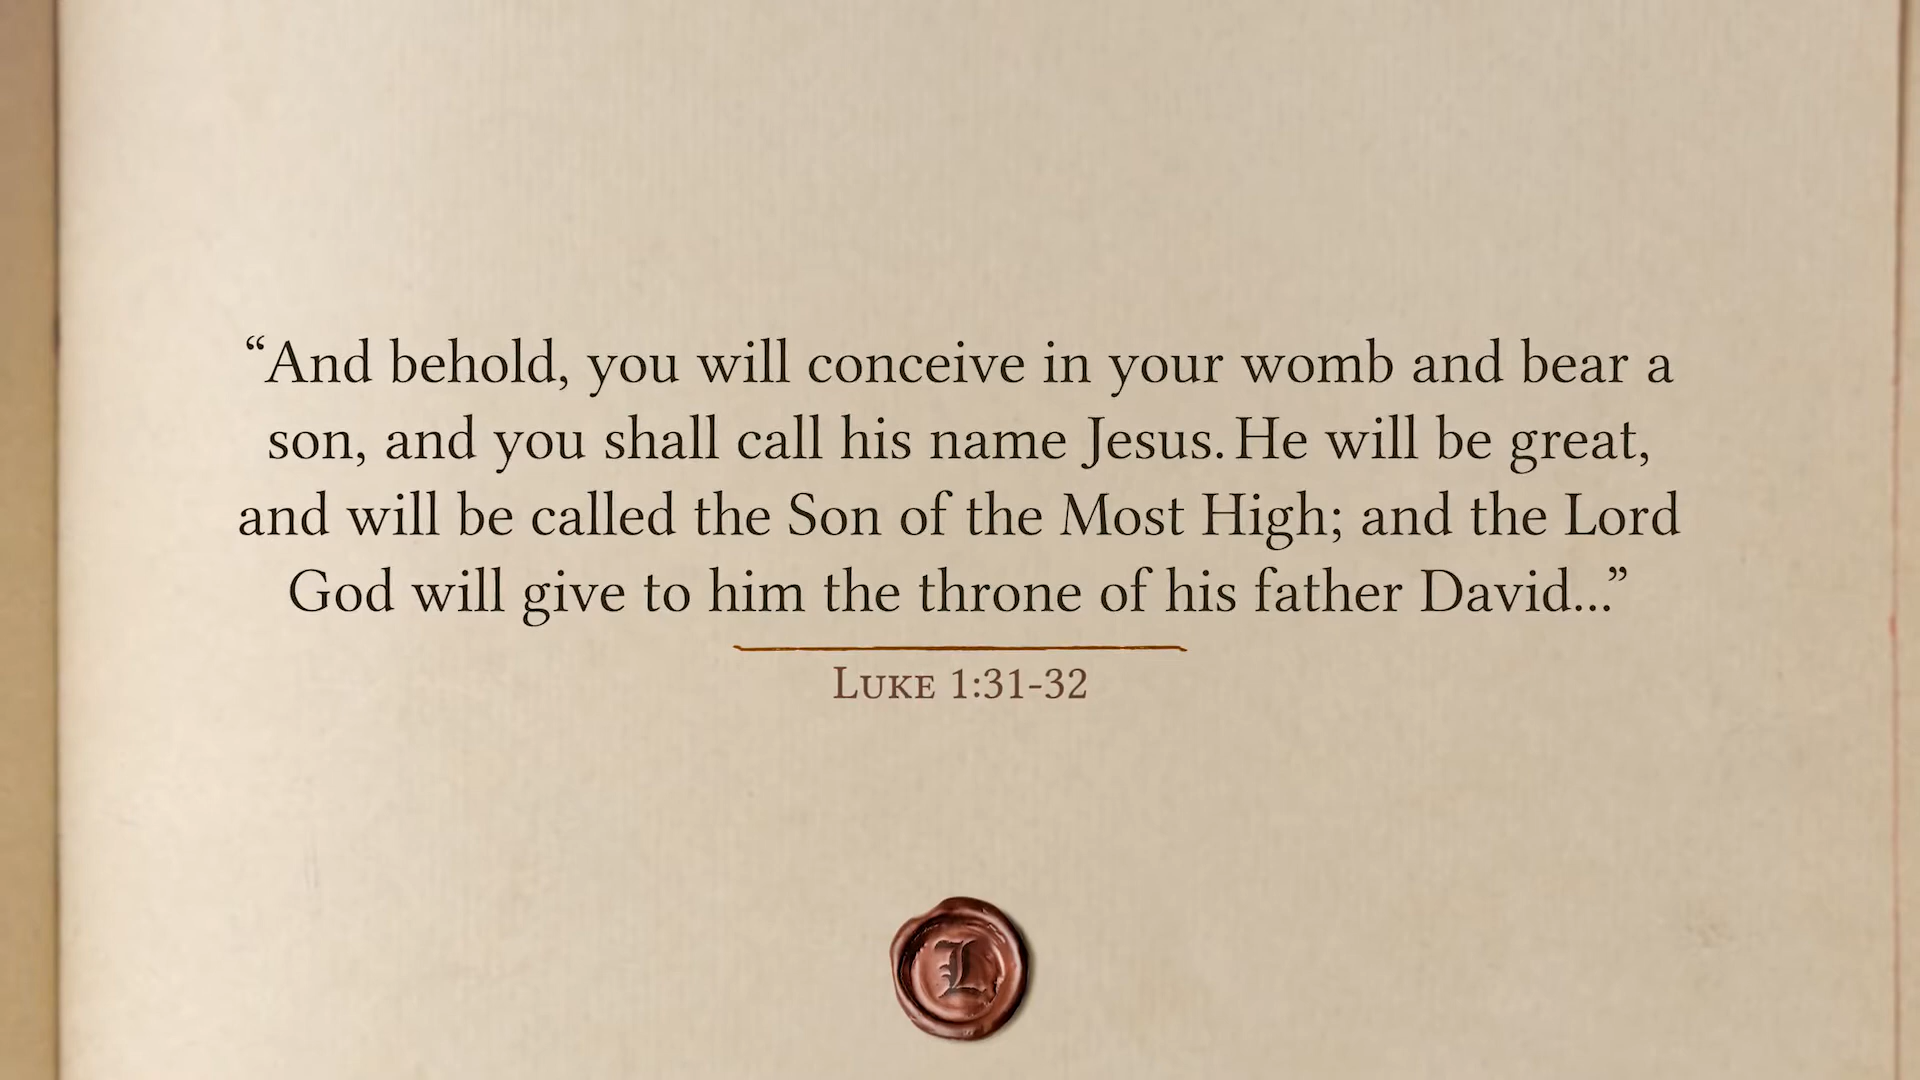 “And behold, you will conceive in your womb and bear a
son, and you shall call his name Jesus. He will be great,
and will be called the Son of the Most High; and the Lord
God will give to him the throne of his father David...”
Luke 1:31-32
L